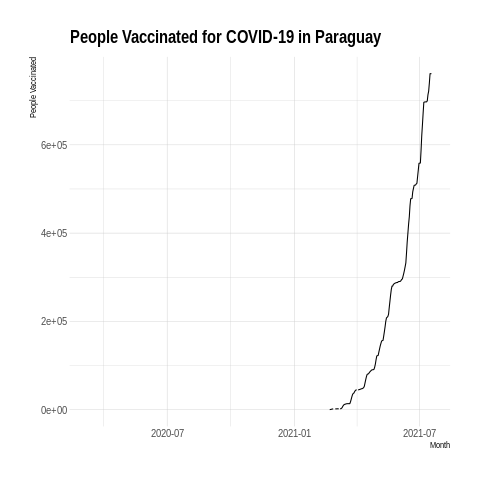 People Vaccinated for COVID-19 in Paraguay
People Vaccinated
6e+05
4e+05
2e+05
0e+00
2020-07
2021-01
2021-07
Month